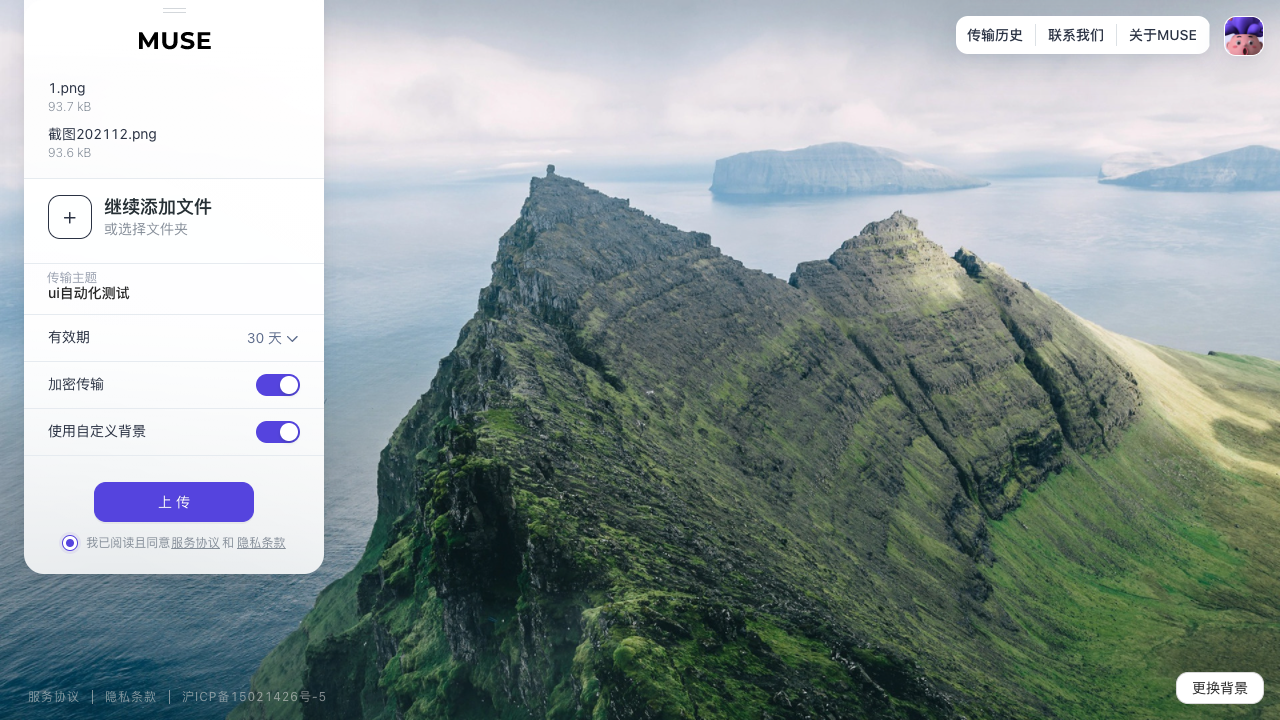 MUSE
传输历史
联系我们
关于MUSE
1.png
93.7 kB
截图202112.png
93.6 kB
继续添加文件
或选择文件夹
传输主题
ui自动化测试
有效期
30 天
加密传输
使用自定义背景
上 传
我已阅读且同意服务协议 和 隐私条款
更换背景
服务协议 | 隐私条款 | 沪ICP备15021426号-5